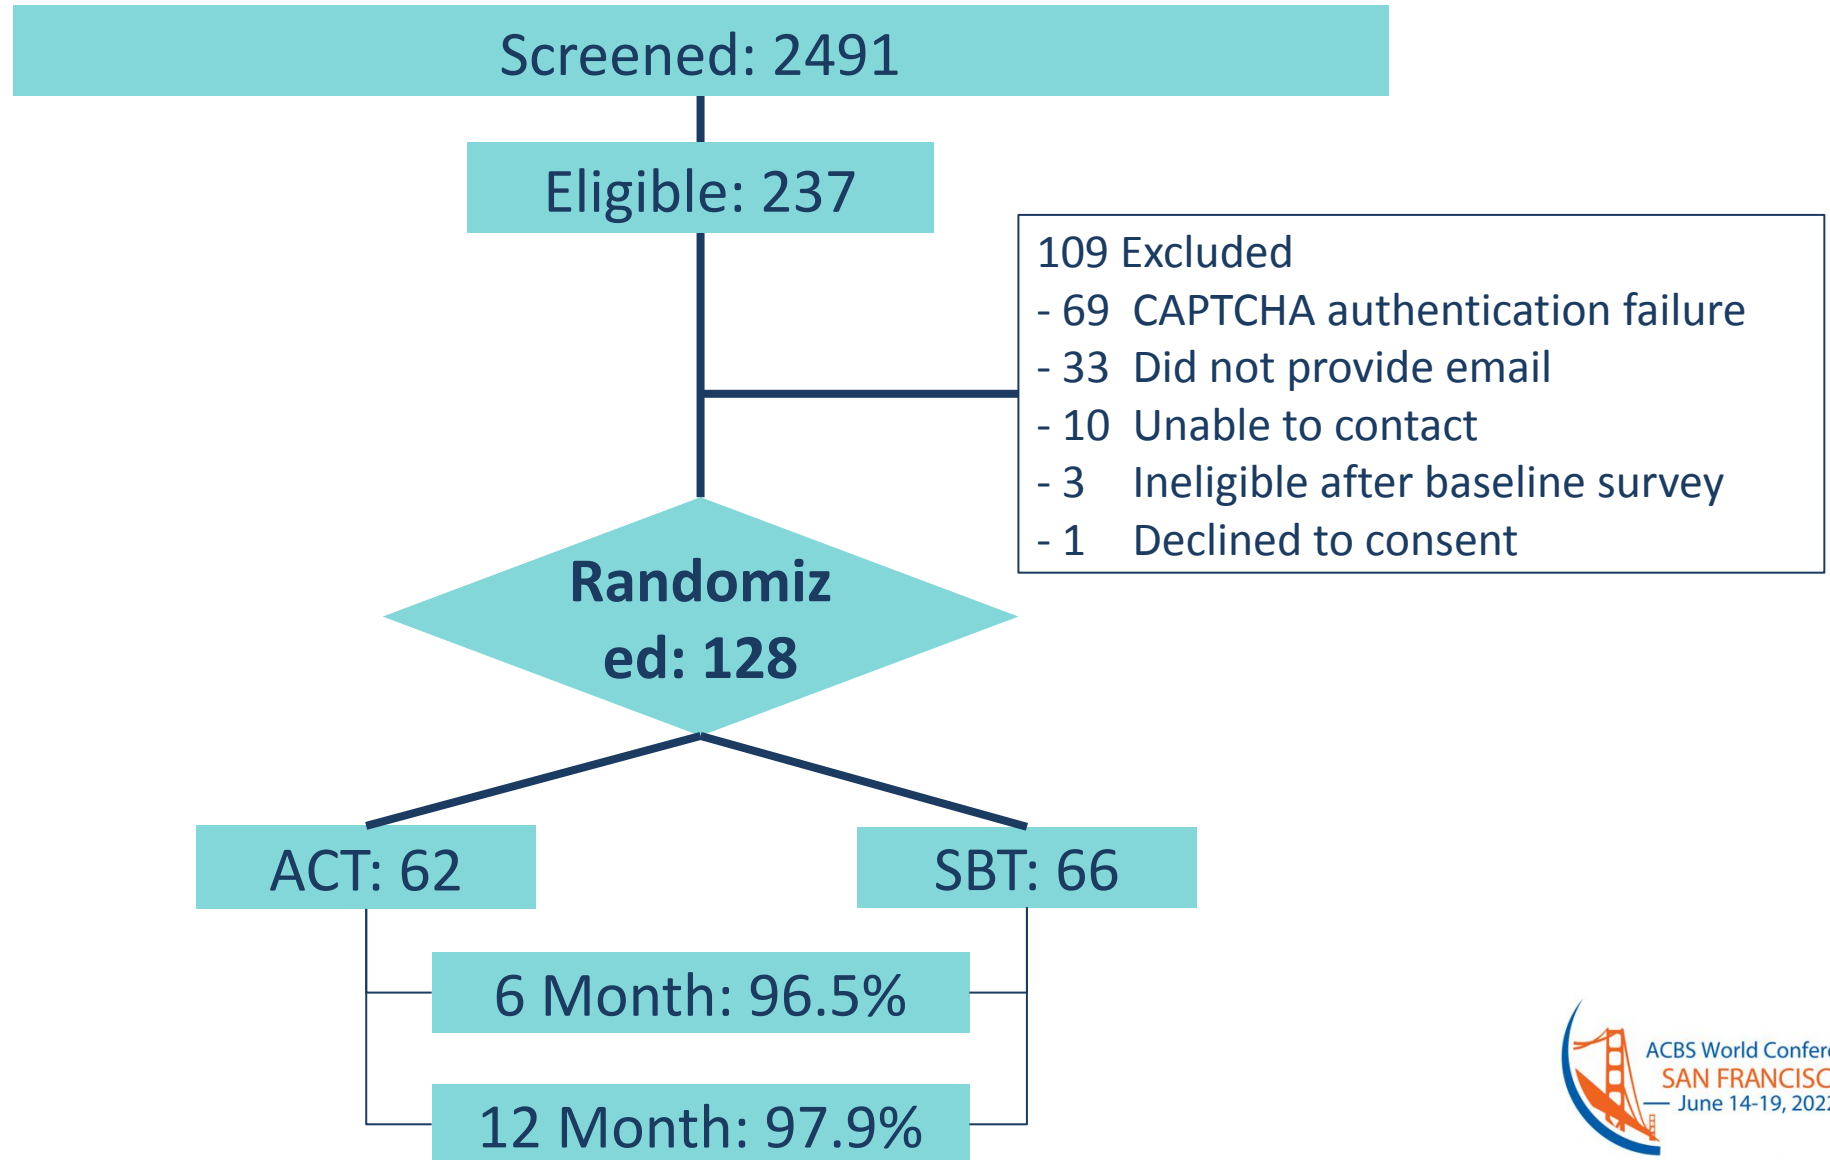 Screened: 2491
Eligible: 237
109 Excluded
- 69 CAPTCHA authentication failure
- 33 Did not provide email
- 10 Unable to contact
- 3 Ineligible after baseline survey
- 1 Declined to consent
Randomiz
ed: 128
ACT: 62
SBT: 66
6 Month: 96.5%
12 Month: 97.9%
ACBS World Confere
SAN FRANCISC
June 14-19, 2022